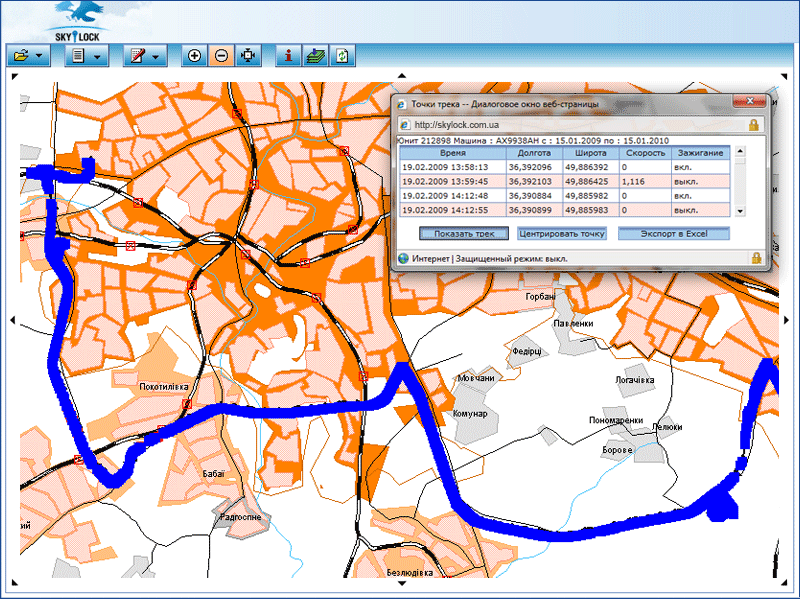 SKY LOCK
Точки трека -- Диалоговое окно веб-страницы
http://skylock.com.ua
Юнит 212898 Машина : AX9938AH с : 15.01.2009 по : 15.01.2010
Время Долгота Широта Скорость Зажигание
19.02.2009 13:58:13 36,392096 49,886392 0 вкл.
19.02.2009 13:59:45 36,392103 49,886425 1,116 выкл.
19.02.2009 14:12:48 36,390884 49,885982 0 вкл.
19.02.2009 14:12:55 36,390899 49,885983 0 выкл.
Показать трек Центрировать точку Экспорт в Excel
Интернет | Защищенный режим: выкл.
Горбані
Павленки
Федірці
Мовчани
Логачівка
Покотилівка
Комунар
Пономаренки
Лелюки
Борове
Бабаї
Радгоспне
ий
Безлюдівка